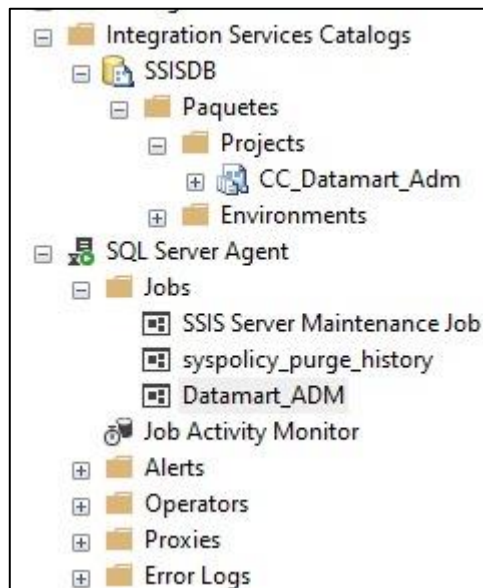 Integration Services Catalogs
SSISDB
Paquetes
Projects
CC_Datamart_Adm
Environments
SQL Server Agent
Jobs
SSIS Server Maintenance Job
syspolicy_purge_history
Datamart_ADM
Job Activity Monitor
Alerts
Operators
Proxies
Error Logs